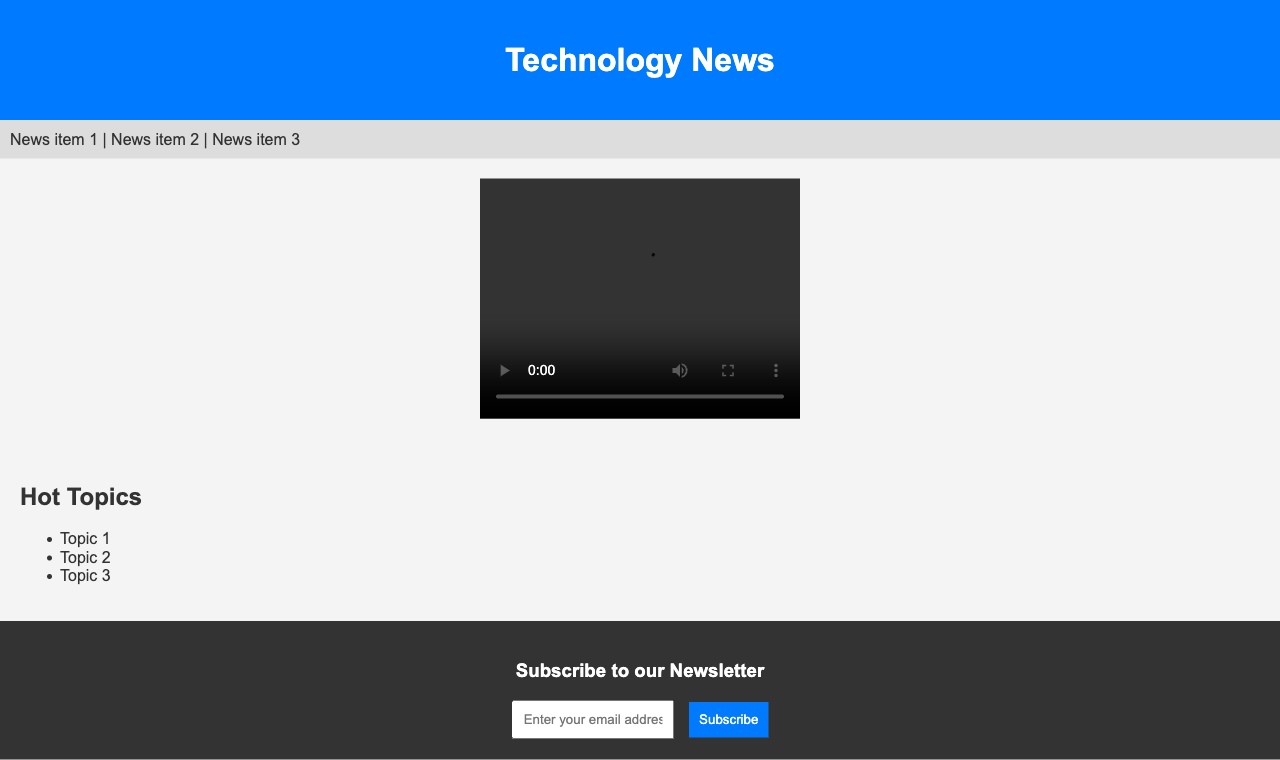 Technology News
News item 1 | News item 2 | News item 3
0:00
Hot Topics
• Topic 1
• Topic 2
• Topic 3
Subscribe to our Newsletter
Enter your email addres
Subscribe